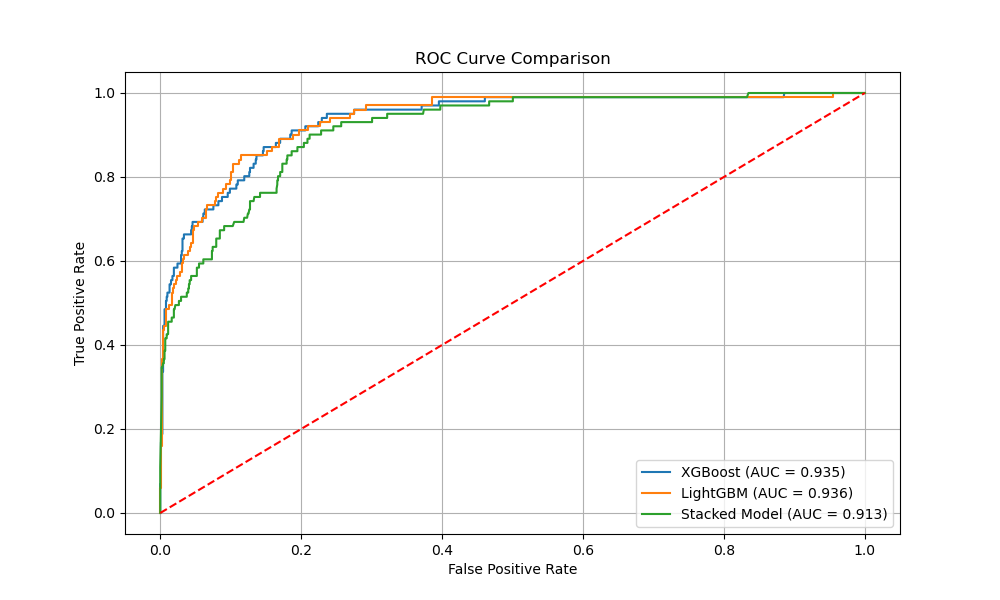 ROC Curve Comparison
True Positive Rate
1.0
0.8
0.6
0.4
0.2
0.0
XGBoost (AUC = 0.935)
LightGBM (AUC = 0.936)
Stacked Model (AUC = 0.913)
0.0 0.2 0.4 0.6 0.8 1.0
False Positive Rate